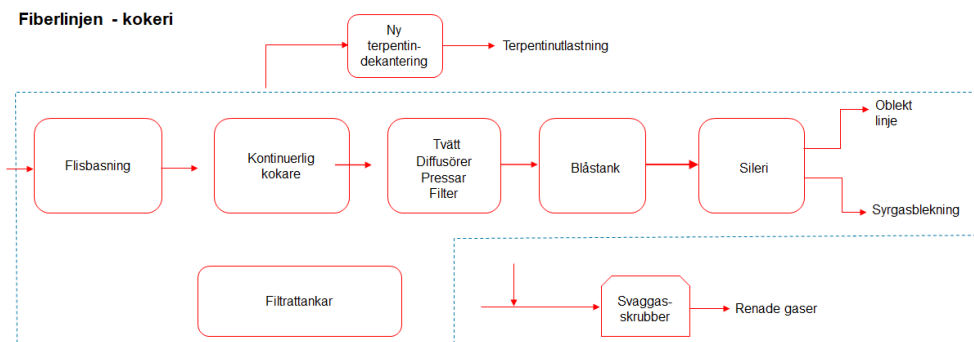 Fiberlinjen - kokeri
Ny
terpentin-
dekantering
Terpentinutlastning
Flisbasning
Kontinuerlig
kokare
Tvätt
Diffusörer
Pressar
Filter
Blåstank
Sileri
Oblekt
linje
Syrgasblekning
Filtrattankar
Svaggas-
skrubber
Renade gaser